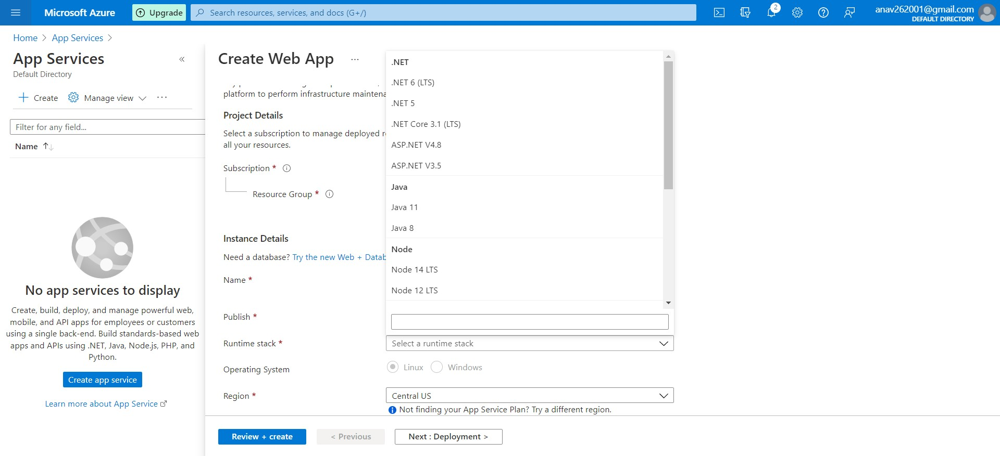 Microsoft Azure
Upgrade
Search resources, services, and docs (G+/)
2
anav262001@gmail.com
DEFAULT DIRECTORY
Home > App Services >
App Services
Default Directory
Create
Manage view
Filter for any field...
Name
No app services to display
Create, build, deploy, and manage powerful web,
mobile, and API apps for employees or customers
using a single back-end. Build standards-based web
apps and APIs using .NET, Java, Node.js, PHP, and
Python.
Create app service
Learn more about App Service
Create Web App ...
platform to perform infrastructure maintena
Project Details
Select a subscription to manage deployed r
all your resources.
Subscription *
Resource Group *
Instance Details
Need a database? Try the new Web + Datab
Name *
Publish *
.NET
.NET 6 (LTS)
.NET 5
.NET Core 3.1 (LTS)
ASP.NET V4.8
ASP.NET V3.5
Java
Java 11
Java 8
Node
Node 14 LTS
Node 12 LTS
Runtime stack *
Select a runtime stack
Operating System
Linux
Windows
Region *
Central US
Not finding your App Service Plan? Try a different region.
Review + create
< Previous
Next : Deployment >